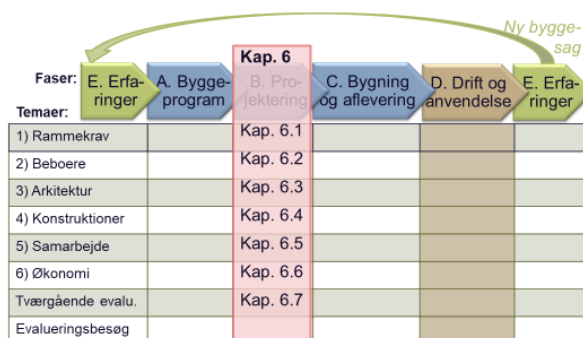 Ny bygge-
sag
Kap. 6
Faser:
E. Erfa-
ringer
A. Bygge-
program
B. Pro-
jektering
C. Bygning
og aflevering
D. Drift og
anvendelse
E. Erfa-
ringer
Temaer:
1) Rammekrav
Kap. 6.1
2) Beboere
Kap. 6.2
3) Arkitektur
Kap. 6.3
4) Konstruktioner
Kap. 6.4
5) Samarbejde
Kap. 6.5
6) Økonomi
Kap. 6.6
Tværgående evalu.
Kap. 6.7
Evalueringsbesøg